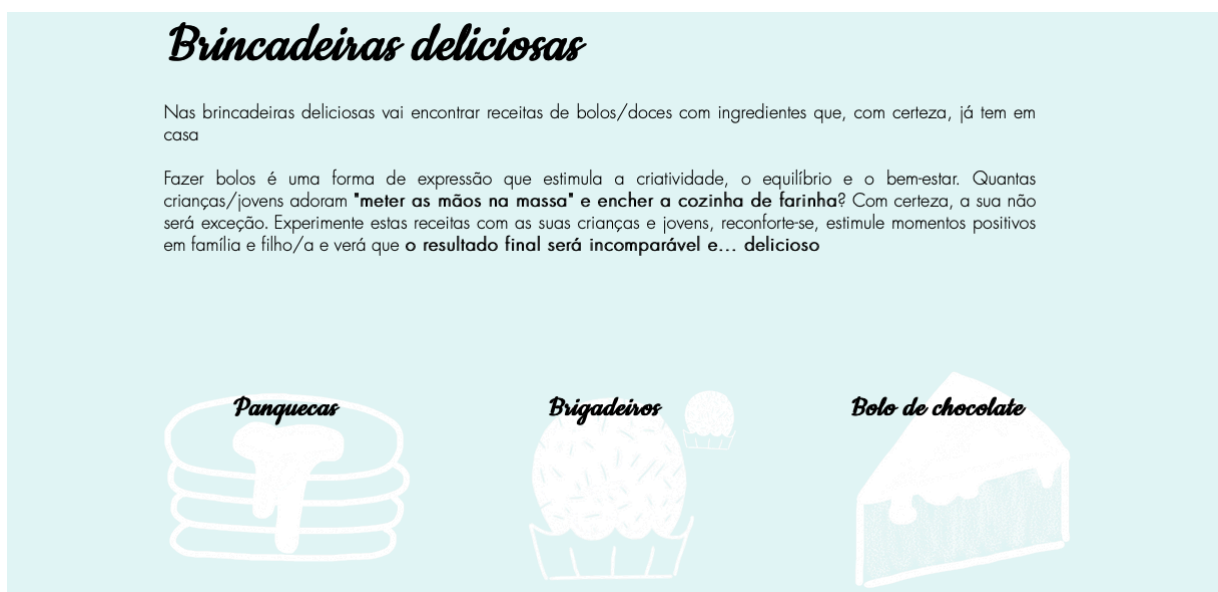 Brincadeiras deliciosas
Nas brincadeiras deliciosas vai encontrar receitas de bolos/doces com ingredientes que, com certeza, já tem em
casa
Fazer bolos é uma forma de expressão que estimula a criatividade, o equilíbrio e o bem-estar. Quantas
crianças/jovens adoram "meter as mãos na massa" e encher a cozinha de farinha? Com certeza, a sua não
será exceção. Experimente estas receitas com as suas crianças e jovens, reconforte-se, estimule momentos positivos
em família e filho/a e verá que o resultado final será incomparável e... delicioso
Panquecas
Brigadeiros
Bolo de chocolate